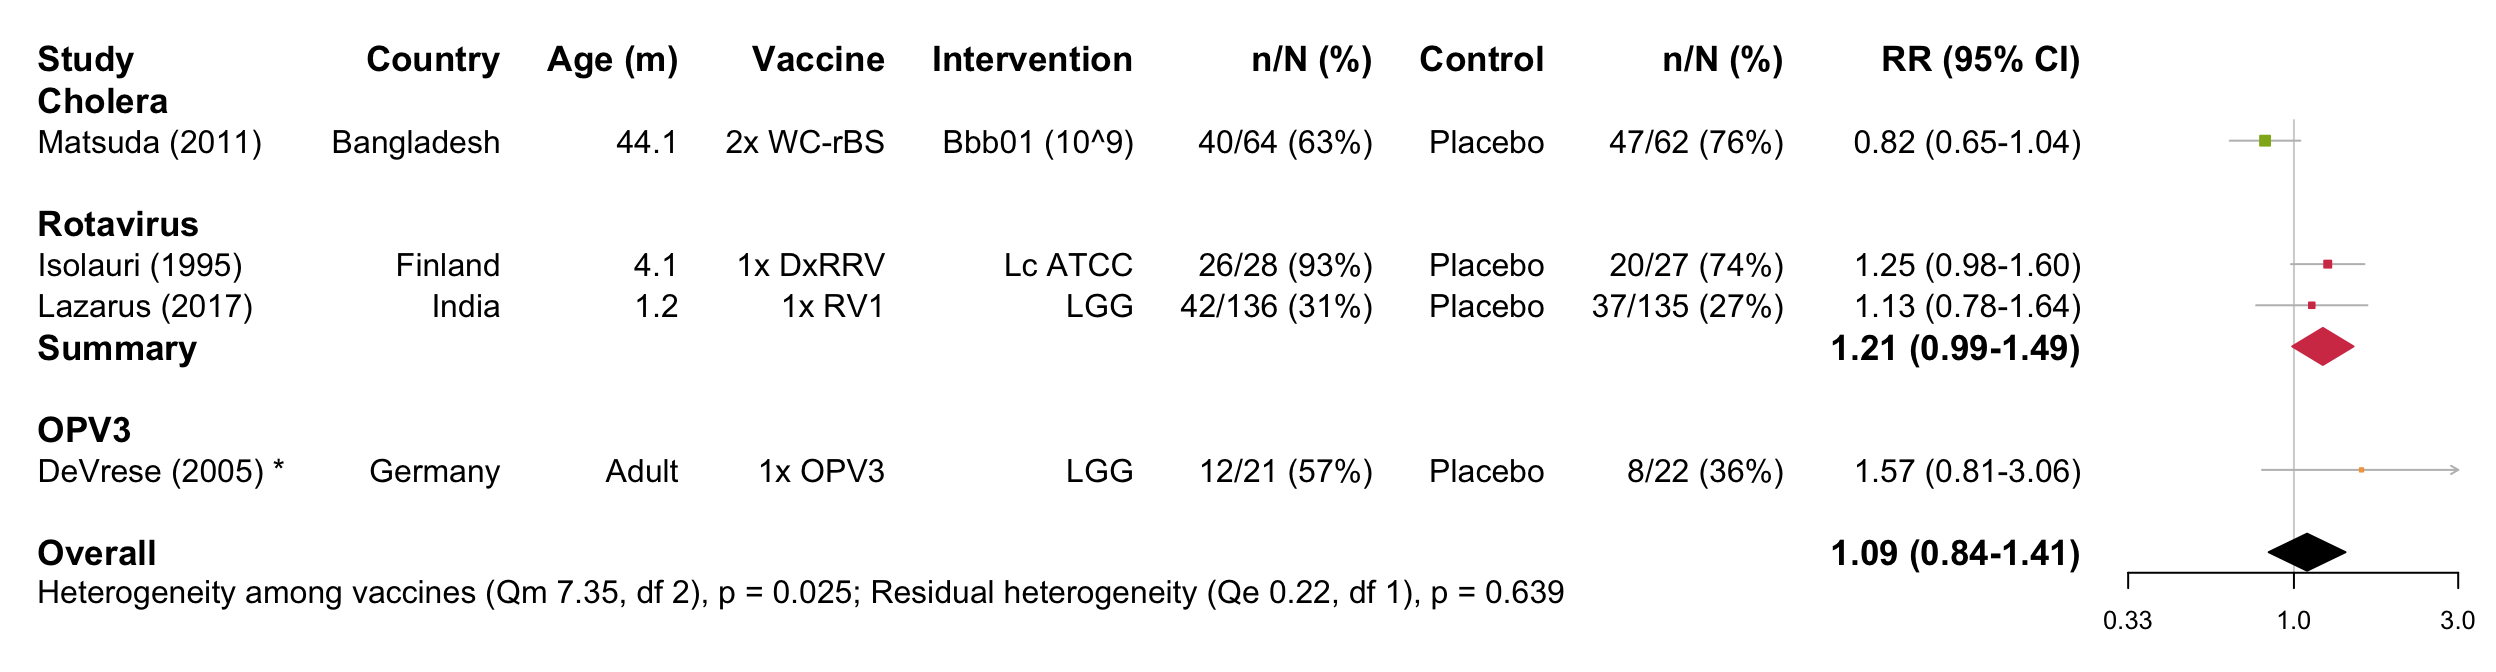 Study Country Age (m) Vaccine Intervention n/N (%) Control n/N (%) RR (95% CI)
Cholera
Matsuda (2011) Bangladesh 44.1 2x WC-rBS Bbb01 (10^9) 40/64 (63%) Placebo 47/62 (76%) 0.82 (0.65-1.04)
Rotavirus
Isolauri (1995) Finland 4.1 1x DxRRV Lc ATCC 26/28 (93%) Placebo 20/27 (74%) 1.25 (0.98-1.60)
Lazarus (2017) India 1.2 1x RV1 LGG 42/136 (31%) Placebo 37/135 (27%) 1.13 (0.78-1.64)
Summary 1.21 (0.99-1.49)
OPV3
DeVrese (2005) * Germany Adult 1x OPV3 LGG 12/21 (57%) Placebo 8/22 (36%) 1.57 (0.81-3.06)
Overall 1.09 (0.84-1.41)
Heterogeneity among vaccines (Qm 7.35, df 2), p = 0.025; Residual heterogeneity (Qe 0.22, df 1), p = 0.639
0.33 1.0 3.0